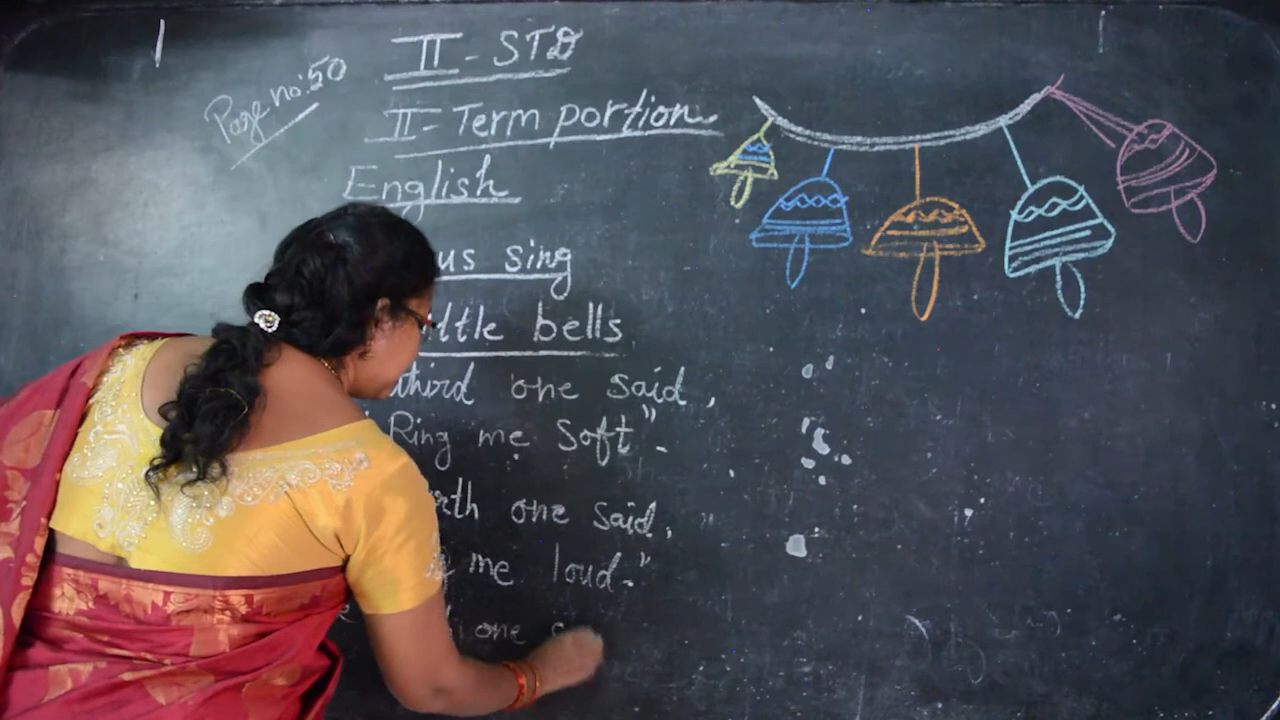 Page no:50
II - STD
II - Term portion
English
us sing
ttle bells
third one said,
Ring me soft".
rth one said, "
me loud."
one s